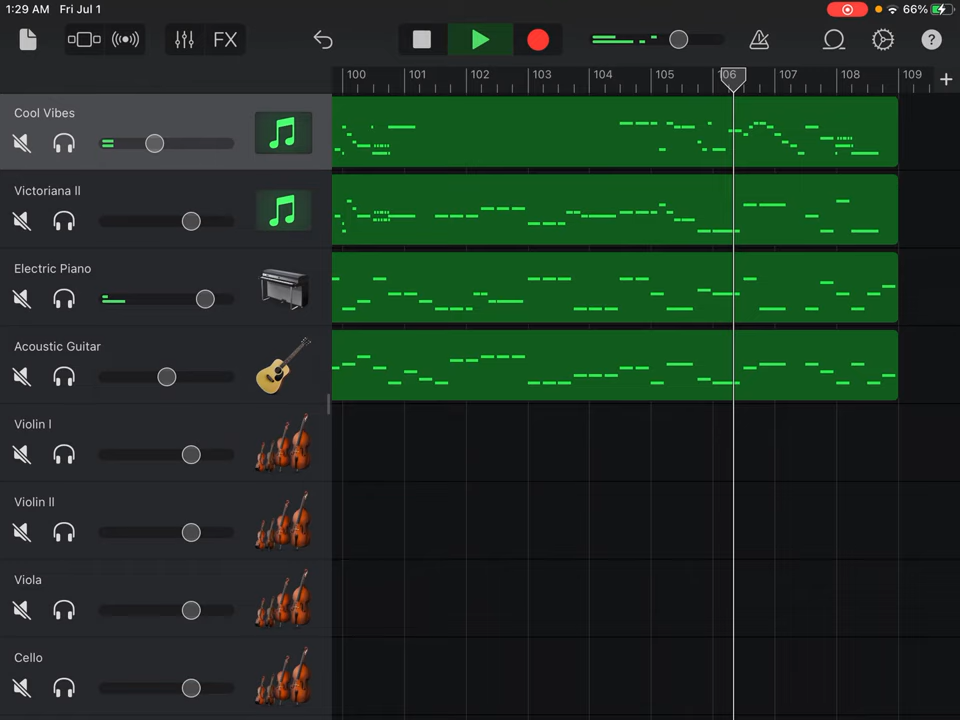 1:29 AM Fri Jul 1
66%
FX
?
100 101 102 103 104 105 106 107 108 109 +
Cool Vibes
Victoriana II
Electric Piano
Acoustic Guitar
Violin I
Violin II
Viola
Cello